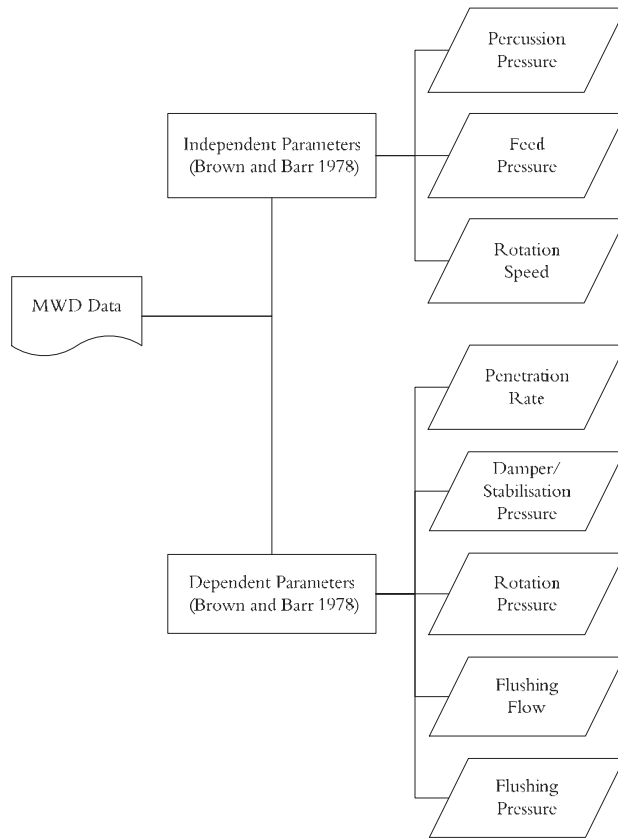 MWD Data
Independent Parameters
(Brown and Barr 1978)
Percussion
Pressure
Feed
Pressure
Rotation
Speed
Dependent Parameters
(Brown and Barr 1978)
Penetration
Rate
Damper/
Stabilisation
Pressure
Rotation
Pressure
Flushing
Flow
Flushing
Pressure